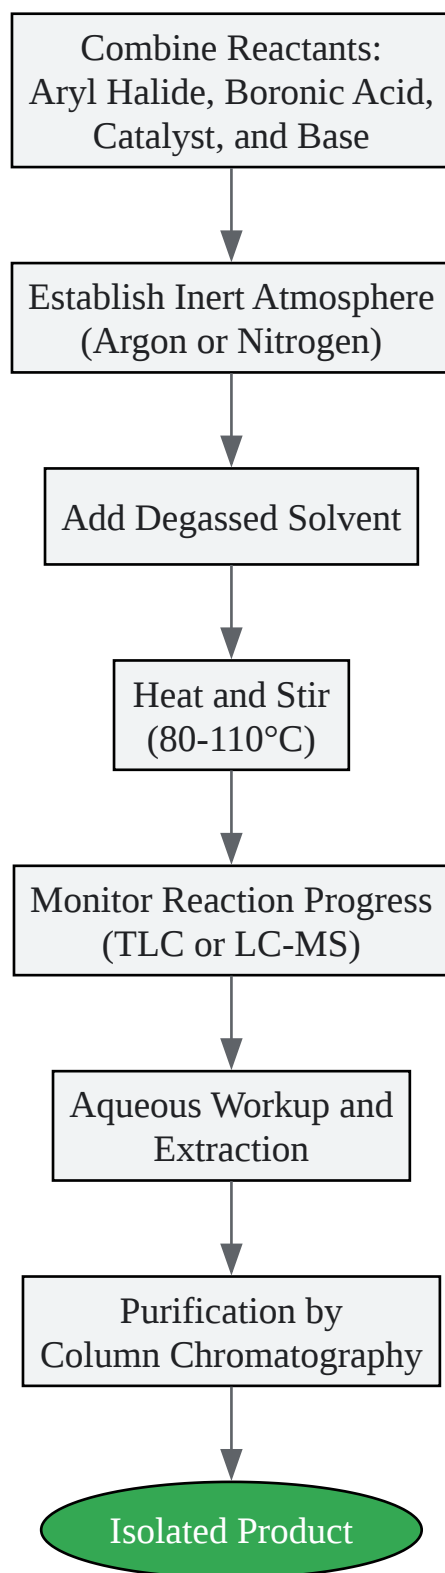 Combine Reactants:
Aryl Halide, Boronic Acid,
Catalyst, and Base
Establish Inert Atmosphere
(Argon or Nitrogen)
Add Degassed Solvent
Heat and Stir
(80-110°C)
Monitor Reaction Progress
(TLC or LC-MS)
Aqueous Workup and
Extraction
Purification by
Column Chromatography
Isolated Product